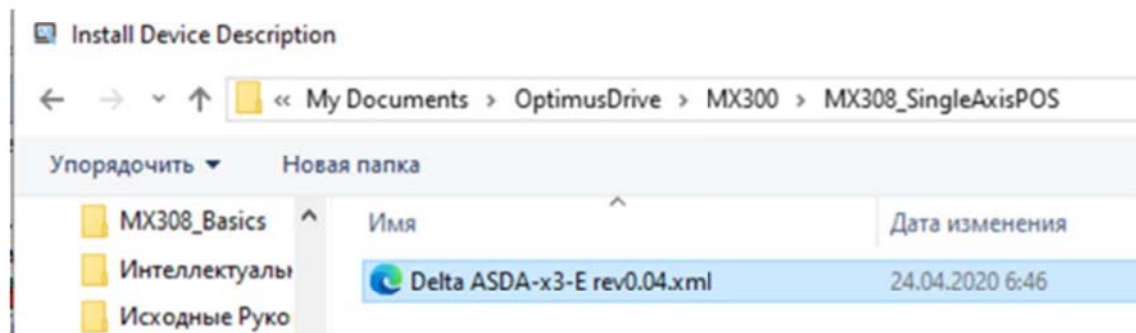 Install Device Description
« My Documents > OptimusDrive > MX300 > MX308_SingleAxisPOS
Упорядочить Новая папка
MX308_Basics Имя Дата изменения
Интеллектуальн Delta ASDA-x3-E rev0.04.xml 24.04.2020 6:46
Исходные Руко